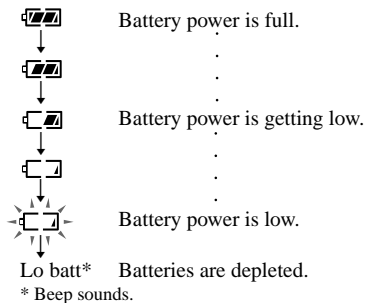 Battery power is full.
Battery power is getting low.
Battery power is low.
Lo batt* Batteries are depleted.
* Beep sounds.